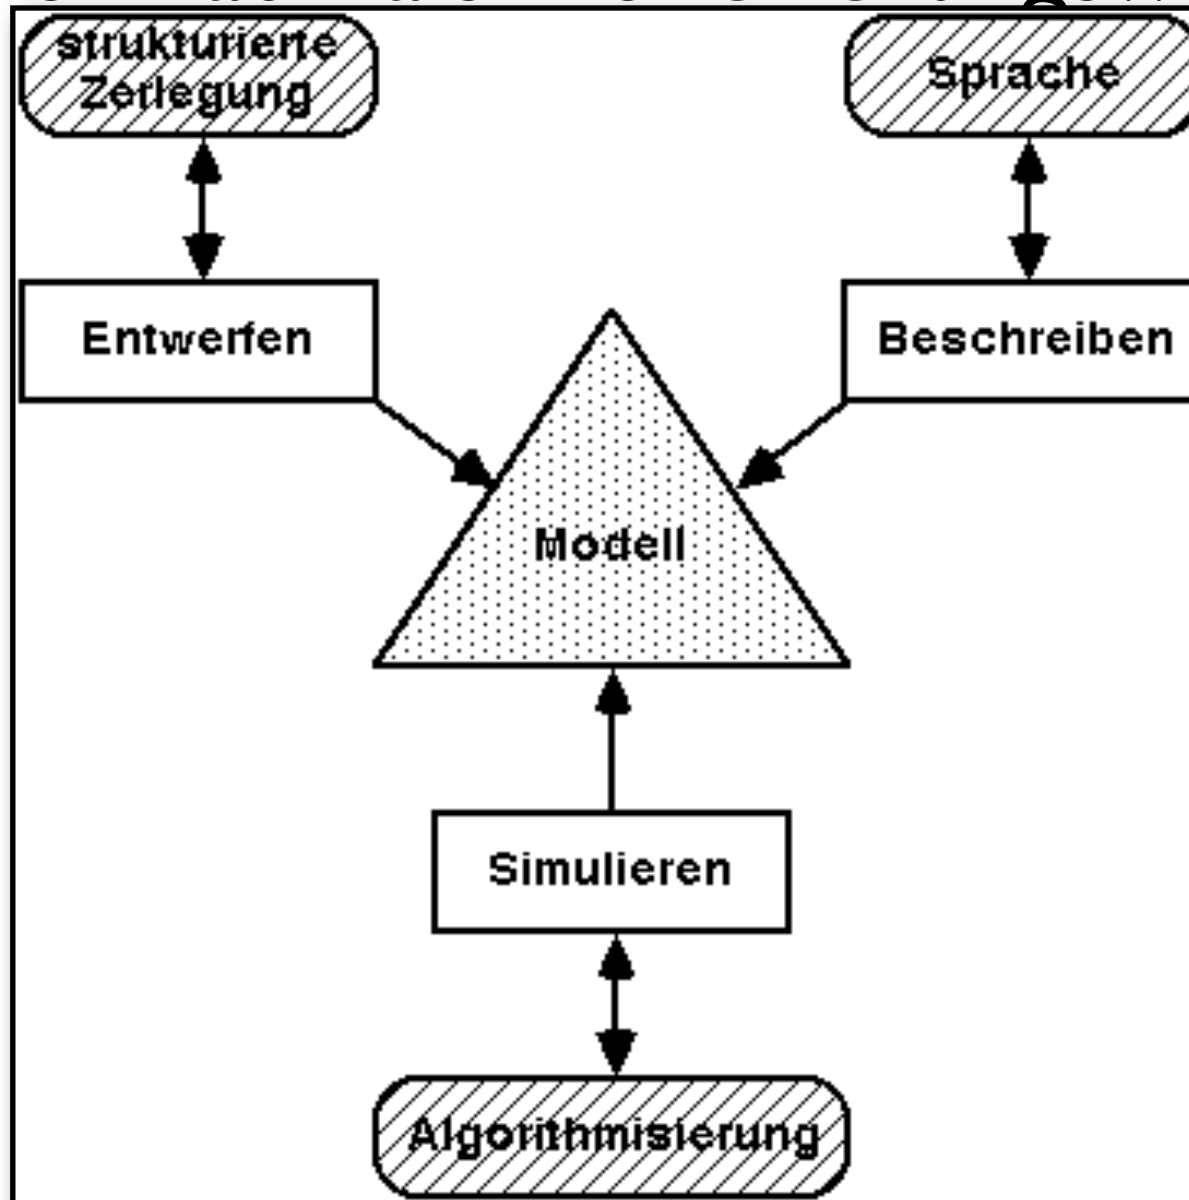 strukturierte
Zerlegung
Sprache
Entwerfen
Beschreiben
Modell
Simulieren
Algorithmisierung